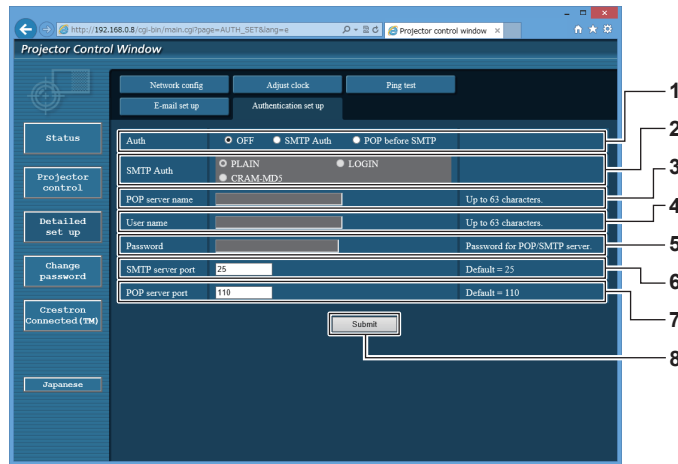 http://192.168.0.8/cgi-bin/main.cgi?page=AUTH_SET&lang=e
Projector control window
Projector Control Window
Network config
Adjust clock
Ping test
E-mail set up
Authentication set up
Status
Projector control
Detailed set up
Change password
Crestron Connected(TM)
Japanese
Auth OFF SMTP Auth POP before SMTP 1
SMTP Auth PLAIN LOGIN 2
CRAM-MD5
POP server name Up to 63 characters. 3
User name Up to 63 characters. 4
Password Password for POP/SMTP server. 5
SMTP server port 25 Default = 25 6
POP server port 110 Default = 110 7
Submit 8